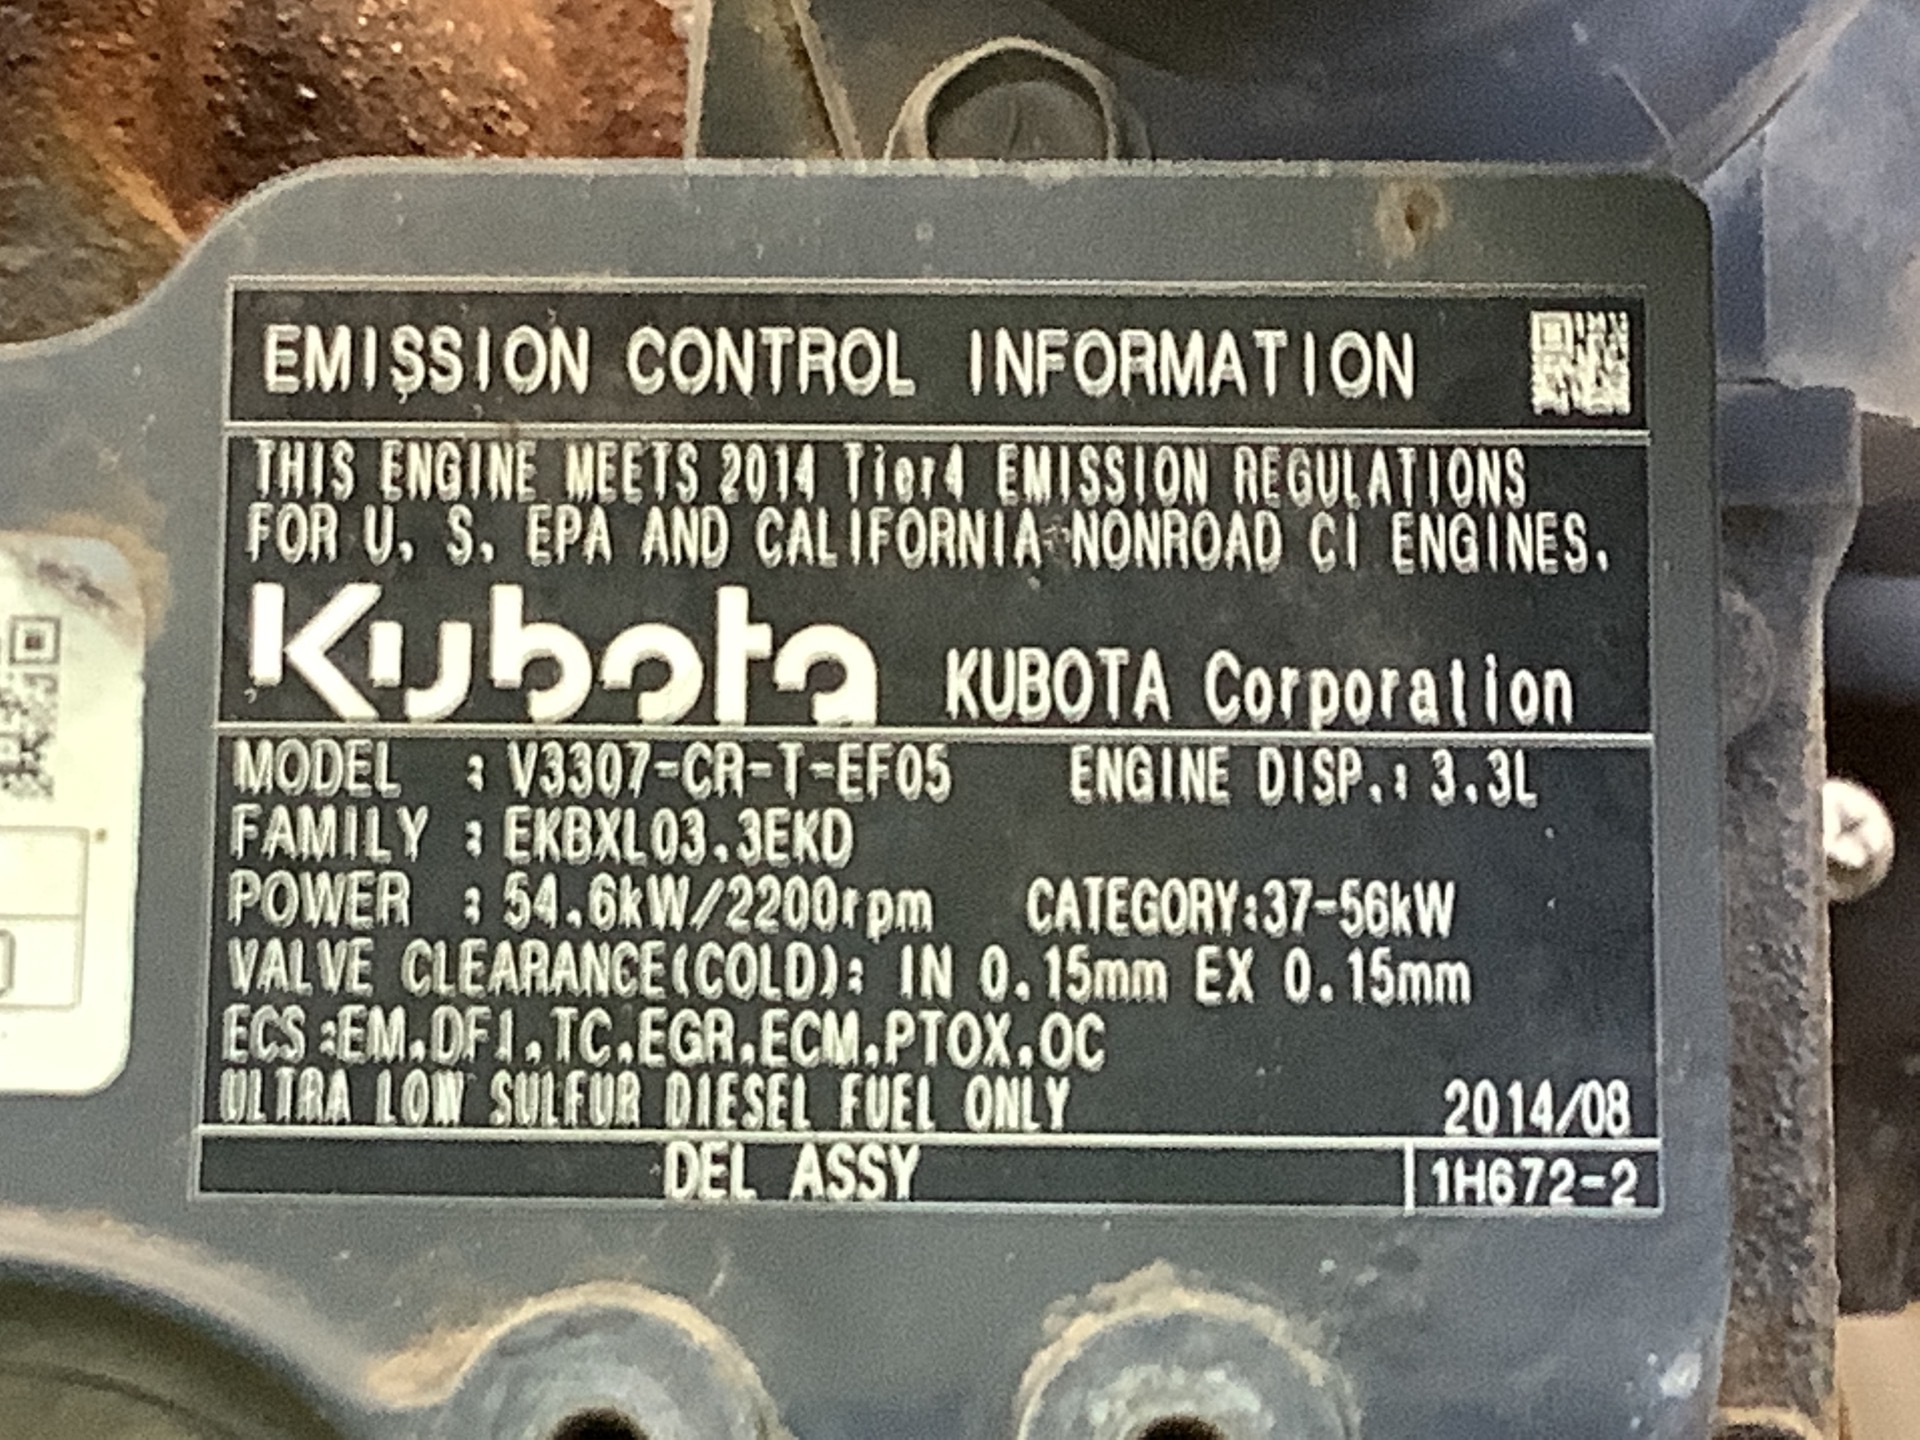 EMISSION CONTROL INFORMATION
THIS ENGINE MEETS 2014 Tier4 EMISSION REGULATIONS
FOR U. S. EPA AND CALIFORNIA NONROAD CI ENGINES.
Kubota KUBOTA Corporation
MODEL : V3307-CR-T-EF05 ENGINE DISP.: 3.3L
FAMILY : EKBXL03.3EKD
POWER : 54.6kW/2200rpm CATEGORY:37-56kW
VALVE CLEARANCE(COLD): IN 0.15mm EX 0.15mm
ECS :EM.DFI.TC.EGR.ECM.PTOX.OC
ULTRA LOW SULFUR DIESEL FUEL ONLY 2014/08
DEL ASSY 1H672-2